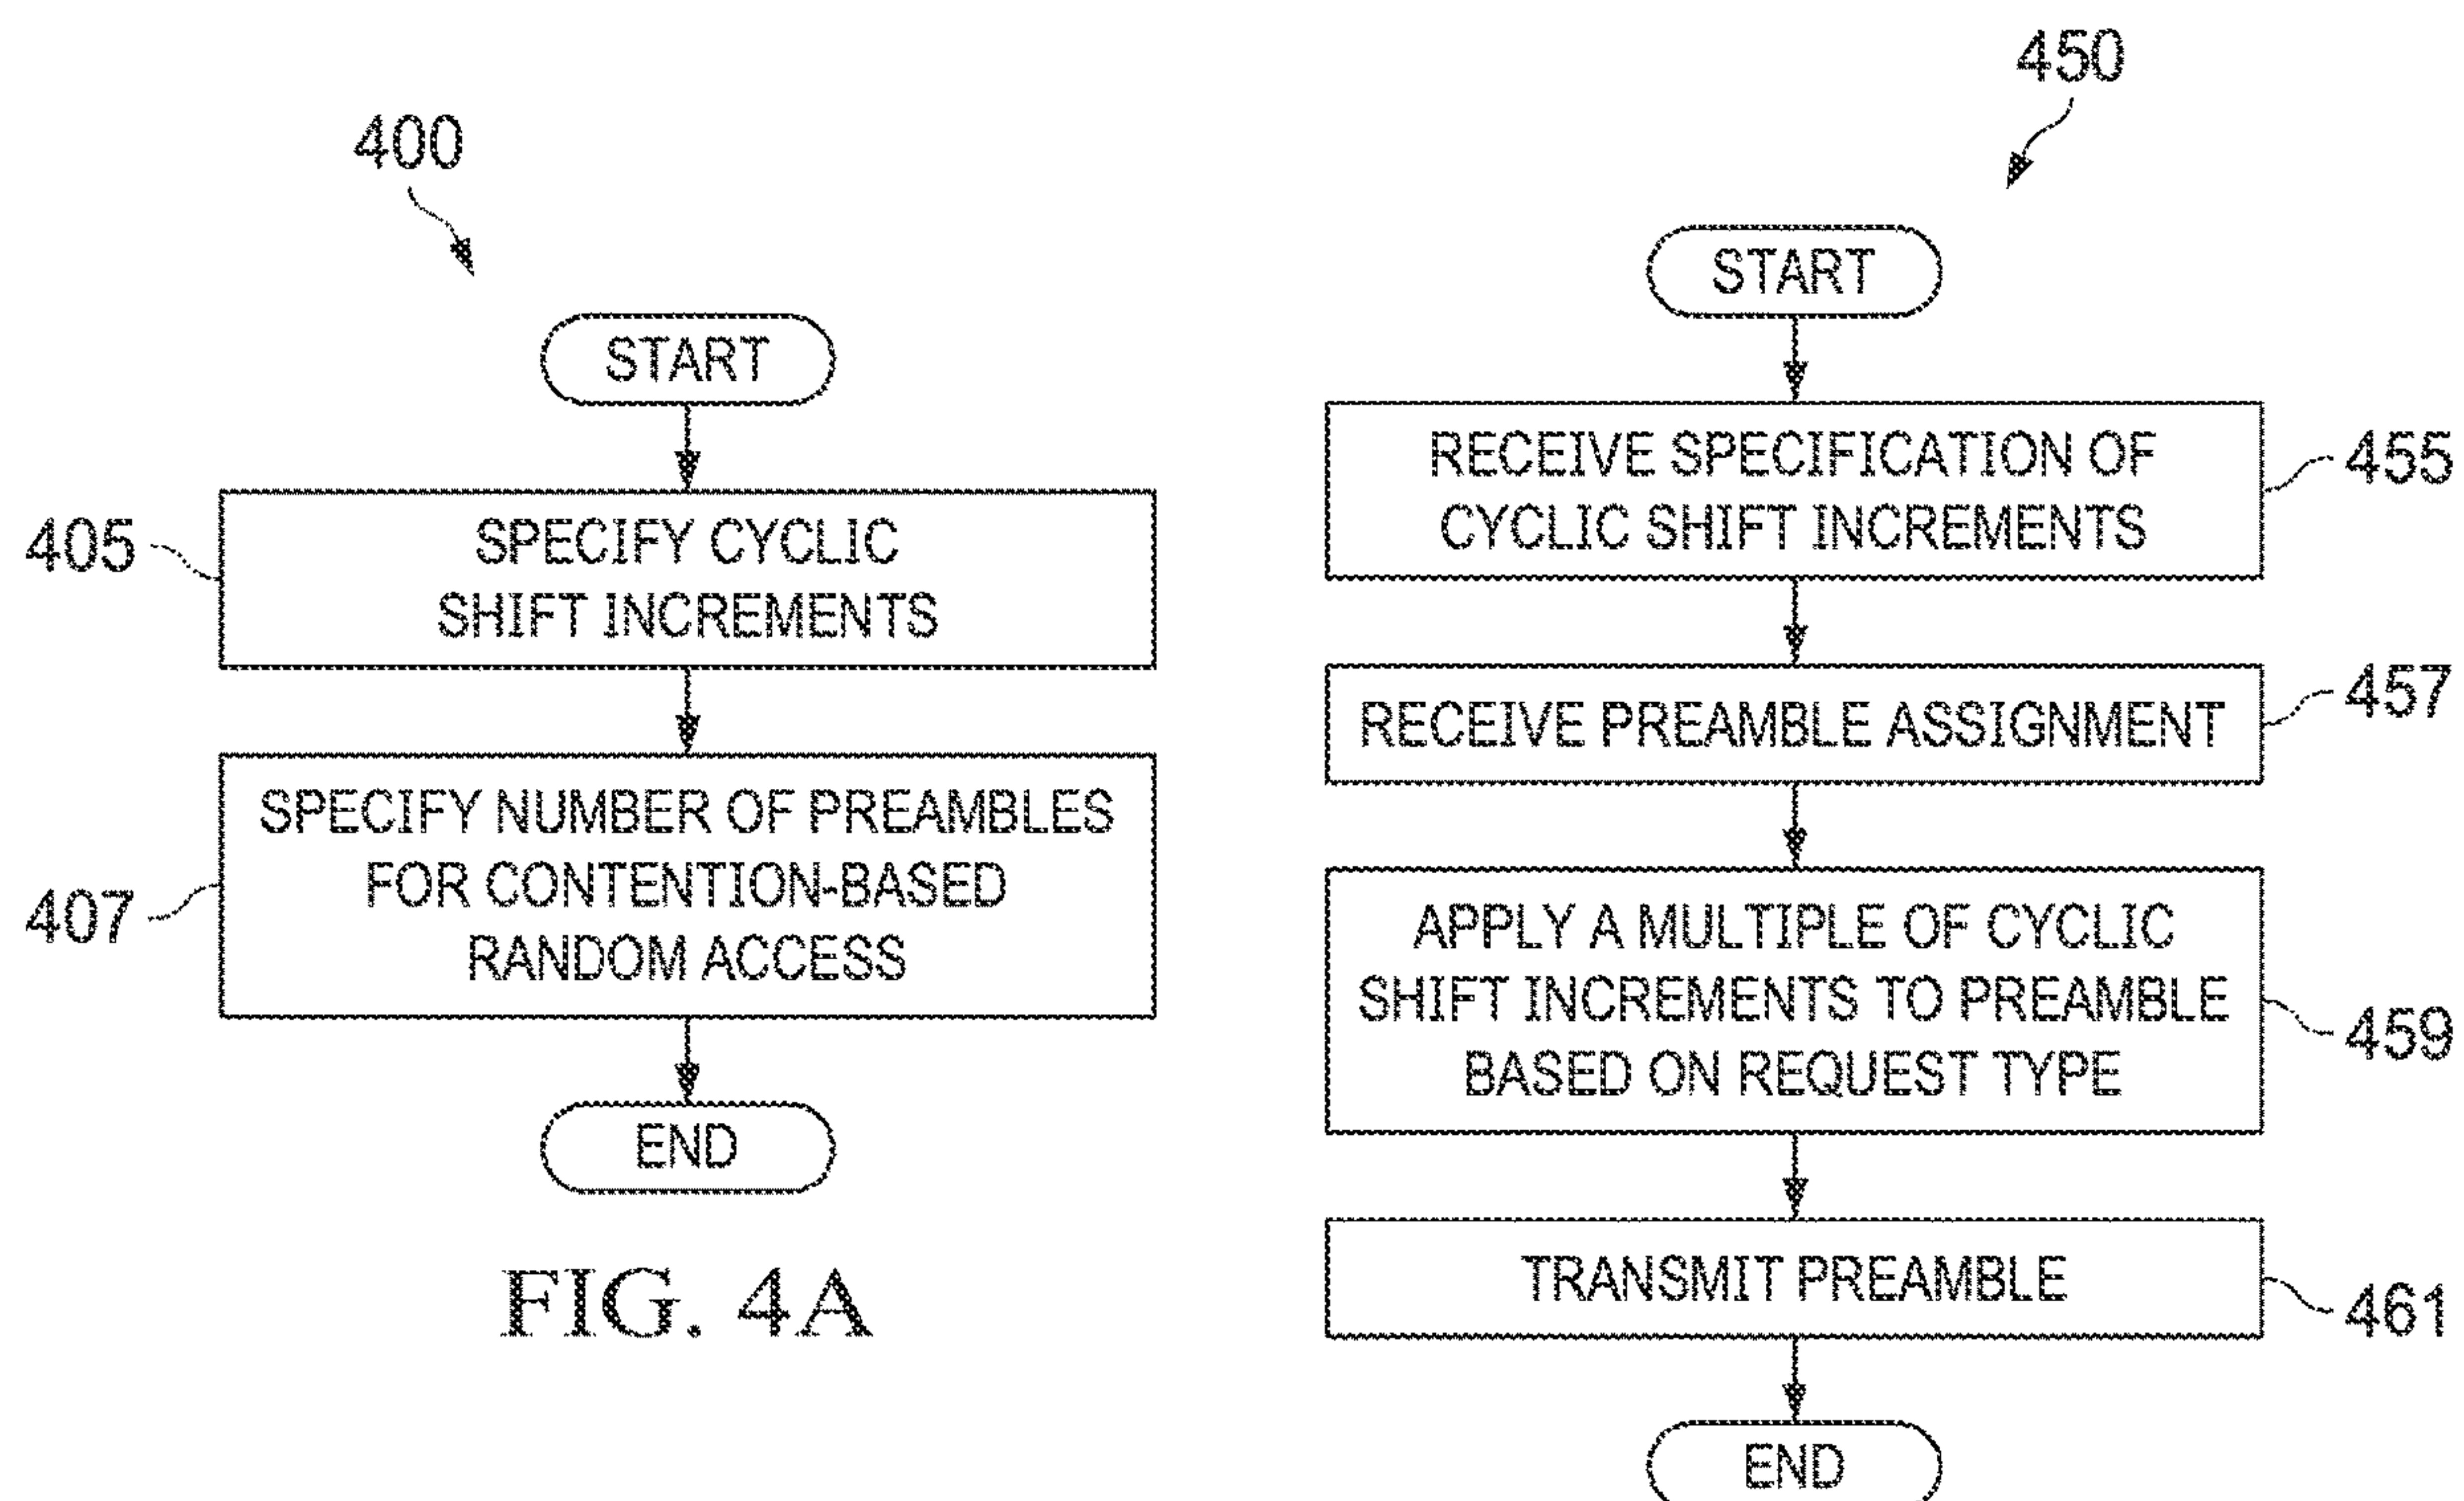 400
START
405
SPECIFY CYCLIC
SHIFT INCREMENTS
407
SPECIFY NUMBER OF PREAMBLES
FOR CONTENTION-BASED
RANDOM ACCESS
END
FIG. 4A
450
START
RECEIVE SPECIFICATION OF
CYCLIC SHIFT INCREMENTS
455
RECEIVE PREAMBLE ASSIGNMENT
457
APPLY A MULTIPLE OF CYCLIC
SHIFT INCREMENTS TO PREAMBLE
BASED ON REQUEST TYPE
459
TRANSMIT PREAMBLE
461
END